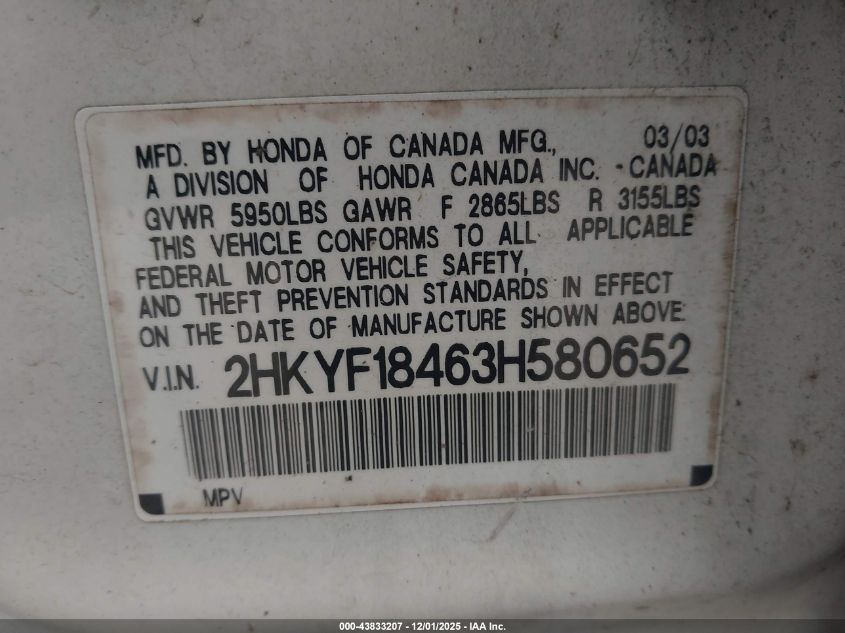 MFD. BY HONDA OF CANADA MFG., 03/03
A DIVISION OF HONDA CANADA INC. - CANADA
GVWR 5950LBS GAWR F 2865LBS R 3155LBS
THIS VEHICLE CONFORMS TO ALL APPLICABLE
FEDERAL MOTOR VEHICLE SAFETY,
AND THEFT PREVENTION STANDARDS IN EFFECT
ON THE DATE OF MANUFACTURE SHOWN ABOVE
V.I.N. 2HKYF18463H580652
MPV
000-43833207 - 12/01/2025 - IAA Inc.